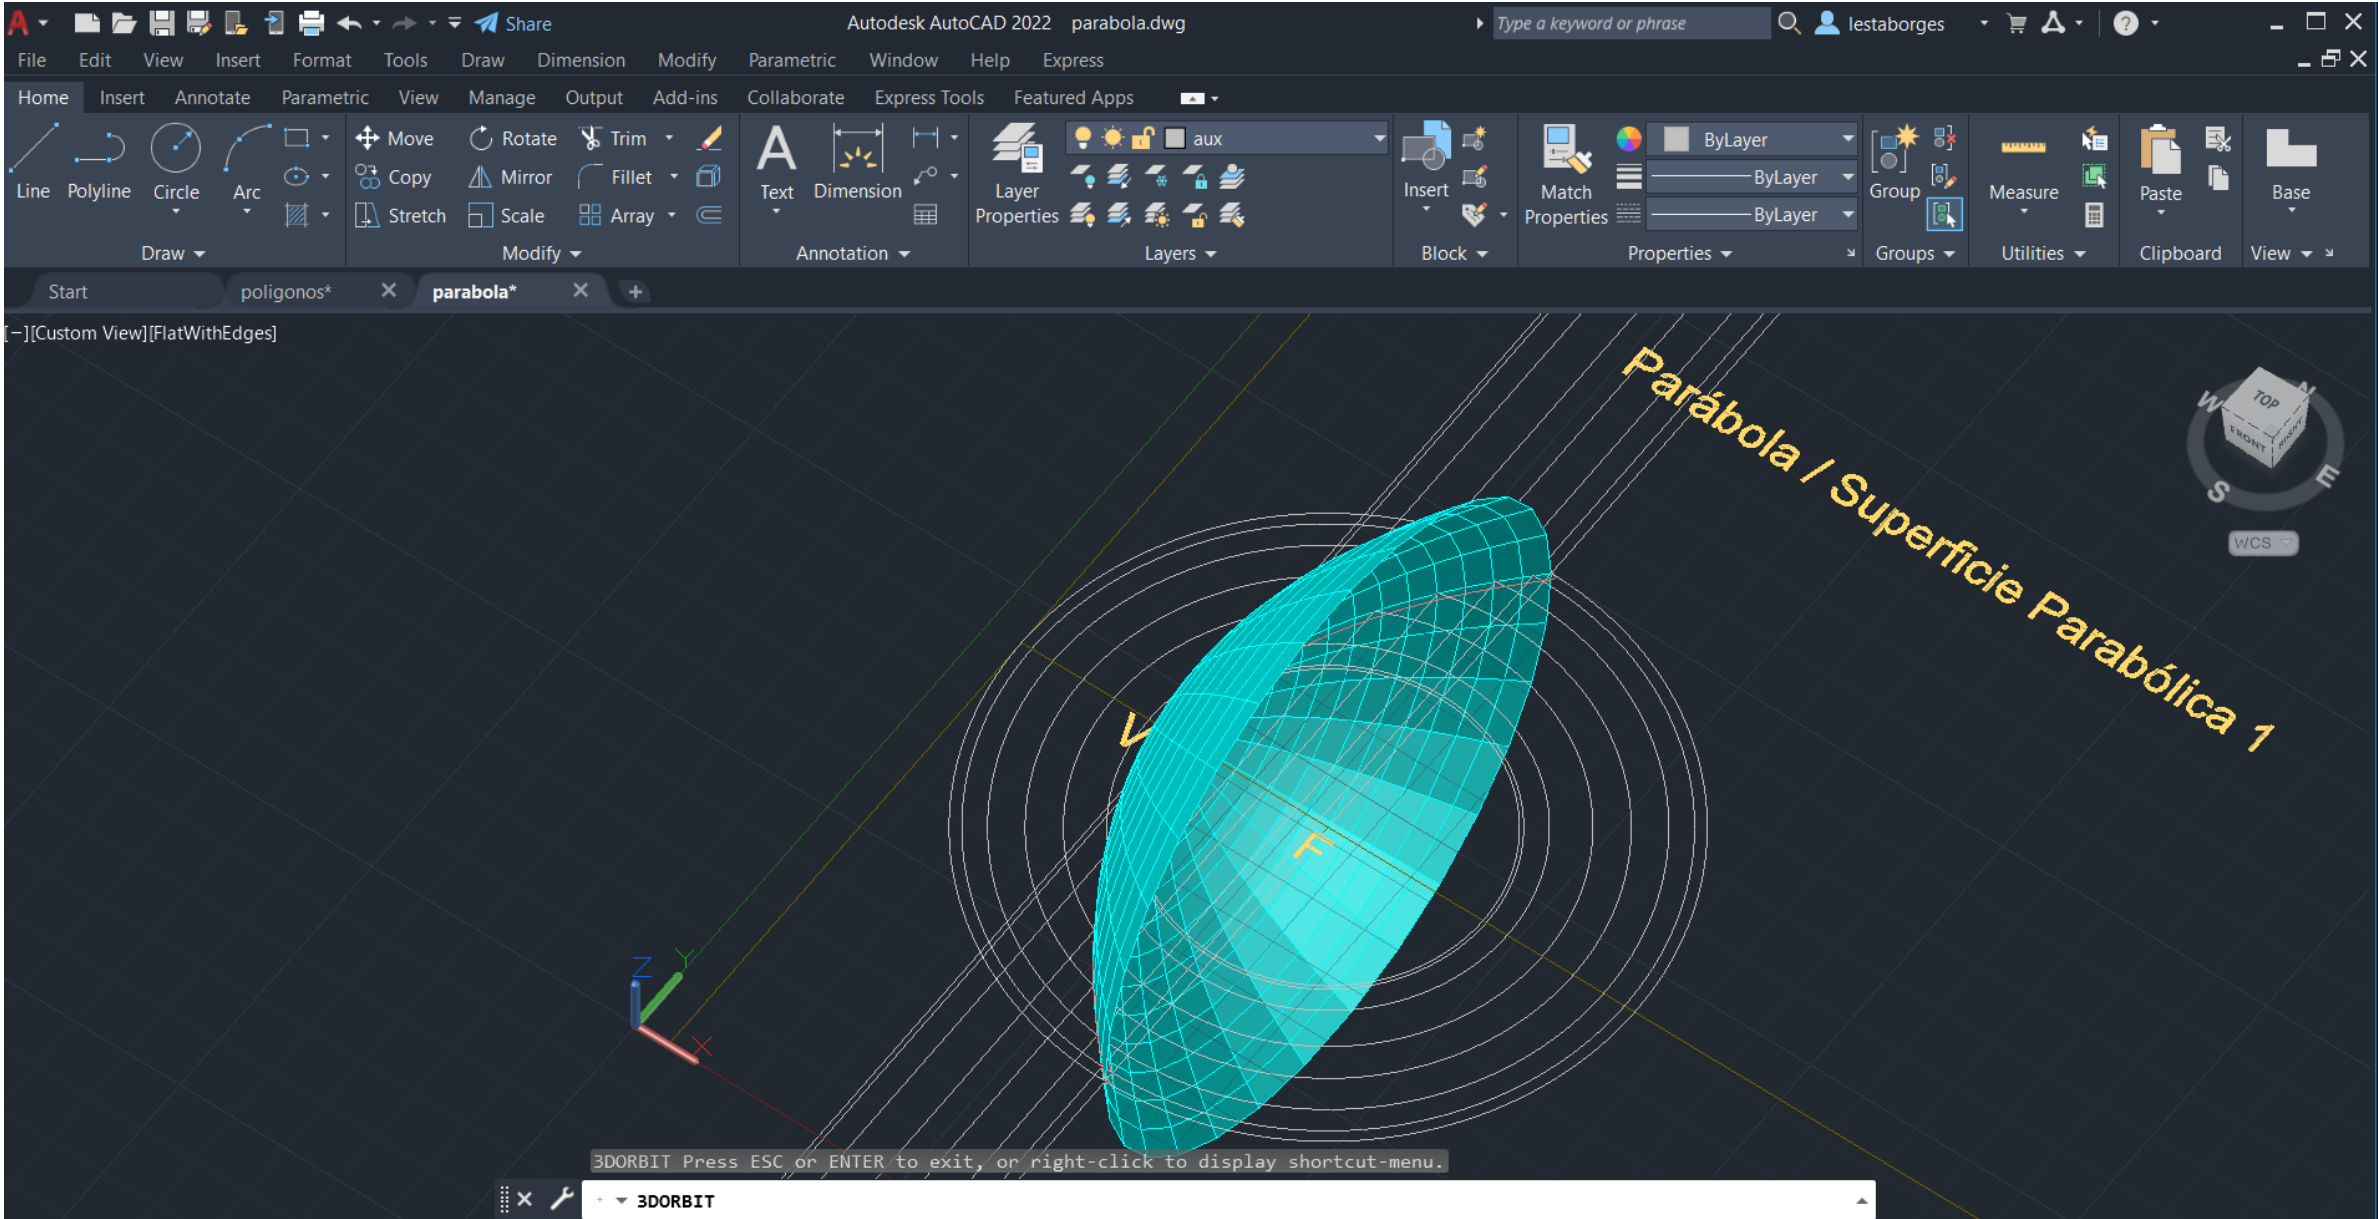 Share
Autodesk AutoCAD 2022 parabola.dwg
Type a keyword or phrase
lestaborges
File Edit View Insert Format Tools Draw Dimension Modify Parametric Window Help Express
Home Insert Annotate Parametric View Manage Output Add-ins Collaborate Express Tools Featured Apps
Line Polyline Circle Arc
Move Rotate Trim
Copy Mirror Fillet
Stretch Scale Array
Text Dimension
Layer Properties
aux
Insert
Match Properties
ByLayer
ByLayer
ByLayer
Group
Measure
Paste
Base
Draw Modify Annotation Layers Block Properties Groups Utilities Clipboard View
Start poligonos* parabola*
[−][Custom View][FlatWithEdges]
Parábola / Superfície Parabólica 1
W N
TOP
FRONT RIGHT
S E
WCS
V
F
Z Y
X
3DORBIT Press ESC or ENTER to exit, or right-click to display shortcut-menu.
3DORBIT